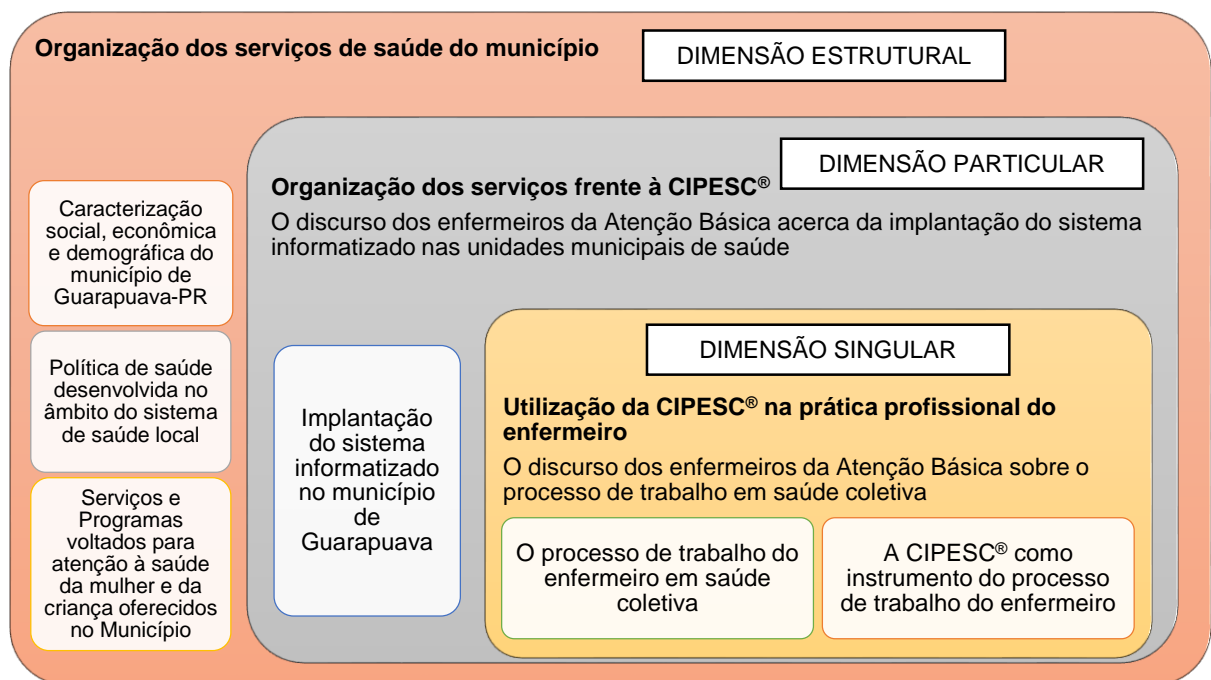 Organização dos serviços de saúde do município
DIMENSÃO ESTRUTURAL
Caracterização
social, econômica
e demográfica do
município de
Guarapuava-PR
Política de saúde
desenvolvida no
âmbito do sistema
de saúde local
Serviços e
Programas
voltados para
atenção à saúde
da mulher e da
criança oferecidos
no Município
DIMENSÃO PARTICULAR
Organização dos serviços frente à CIPESC®
O discurso dos enfermeiros da Atenção Básica acerca da implantação do sistema
informatizado nas unidades municipais de saúde
Implantação
do sistema
informatizado
no município
de
Guarapuava
DIMENSÃO SINGULAR
Utilização da CIPESC® na prática profissional do
enfermeiro
O discurso dos enfermeiros da Atenção Básica sobre o
processo de trabalho em saúde coletiva
O processo de trabalho do
enfermeiro em saúde
coletiva
A CIPESC® como
instrumento do processo
de trabalho do enfermeiro